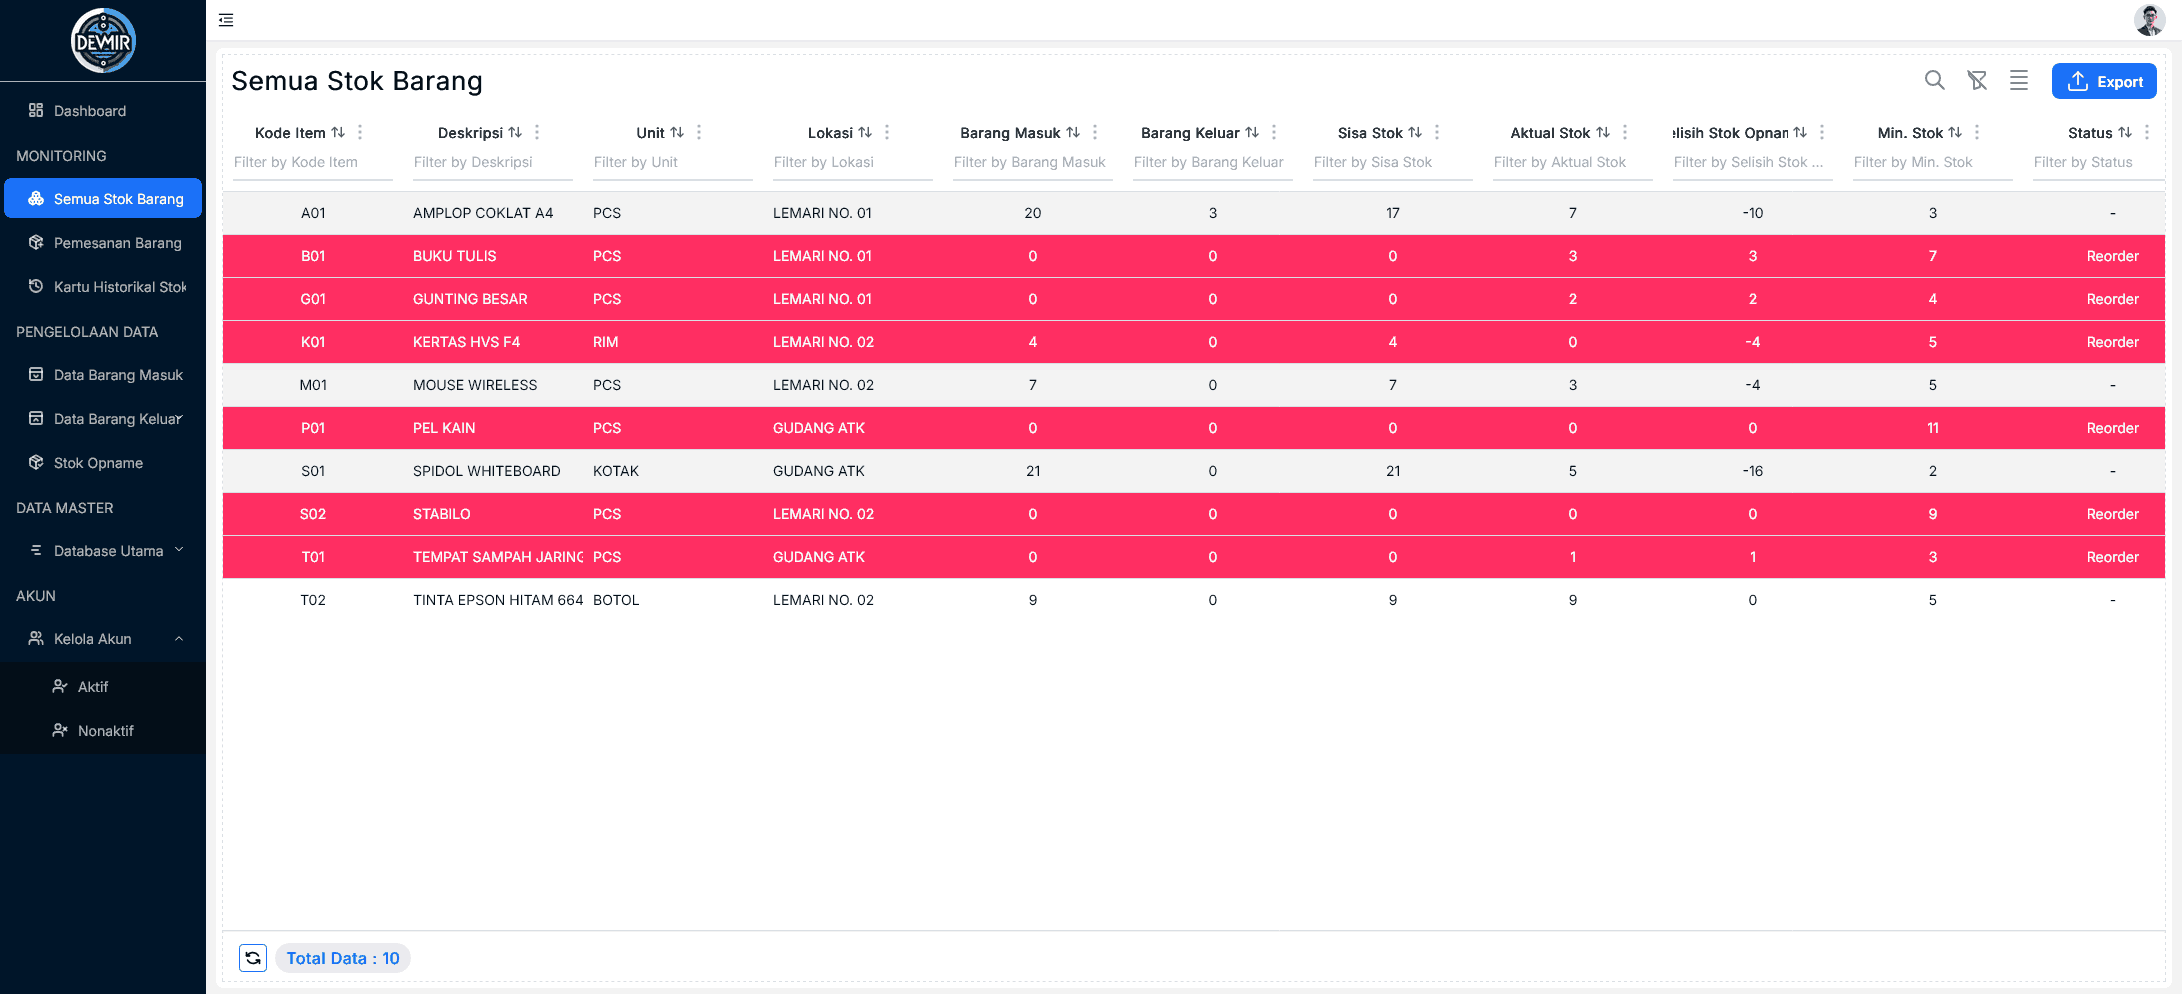 DEVMIR
Dashboard
MONITORING
Semua Stok Barang
Pemesanan Barang
Kartu Historikal Stok
PENGELOLAAN DATA
Data Barang Masuk
Data Barang Keluar
Stok Opname
DATA MASTER
Database Utama
AKUN
Kelola Akun
Aktif
Nonaktif
Semua Stok Barang
Export
Kode Item Deskripsi Unit Lokasi Barang Masuk Barang Keluar Sisa Stok Aktual Stok elisih Stok Opnam Min. Stok Status
Filter by Kode Item Filter by Deskripsi Filter by Unit Filter by Lokasi Filter by Barang Masuk Filter by Barang Keluar Filter by Sisa Stok Filter by Aktual Stok Filter by Selisih Stok ... Filter by Min. Stok Filter by Status
A01 AMPLOP COKLAT A4 PCS LEMARI NO. 01 20 3 17 7 -10 3 -
B01 BUKU TULIS PCS LEMARI NO. 01 0 0 0 3 3 7 Reorder
G01 GUNTING BESAR PCS LEMARI NO. 01 0 0 0 2 2 4 Reorder
K01 KERTAS HVS F4 RIM LEMARI NO. 02 4 0 4 0 -4 5 Reorder
M01 MOUSE WIRELESS PCS LEMARI NO. 02 7 0 7 3 -4 5 -
P01 PEL KAIN PCS GUDANG ATK 0 0 0 0 0 11 Reorder
S01 SPIDOL WHITEBOARD KOTAK GUDANG ATK 21 0 21 5 -16 2 -
S02 STABILO PCS LEMARI NO. 02 0 0 0 0 0 9 Reorder
T01 TEMPAT SAMPAH JARING PCS GUDANG ATK 0 0 0 1 1 3 Reorder
T02 TINTA EPSON HITAM 664 BOTOL LEMARI NO. 02 9 0 9 9 0 5 -
Total Data : 10